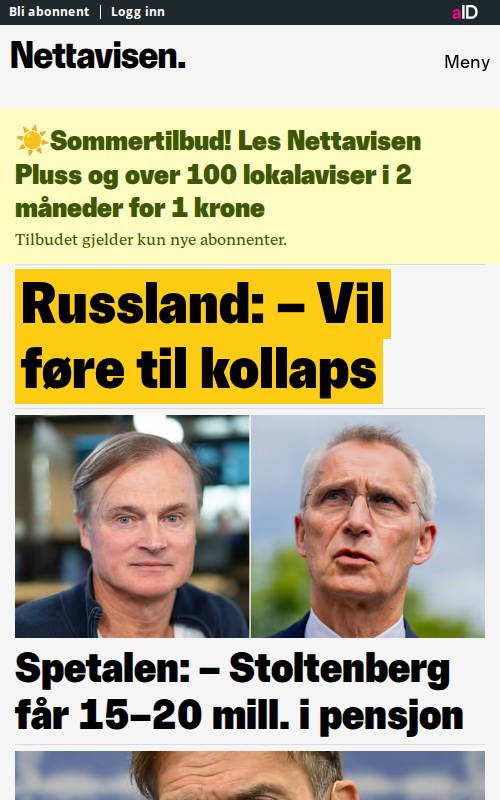 Bli abonnent | Logg inn
aID
Nettavisen.
Meny
☀️Sommertilbud! Les Nettavisen
Pluss og over 100 lokalaviser i 2
måneder for 1 krone
Tilbudet gjelder kun nye abonnenter.
Russland: – Vil
føre til kollaps
Spetalen: – Stoltenberg
får 15–20 mill. i pensjon